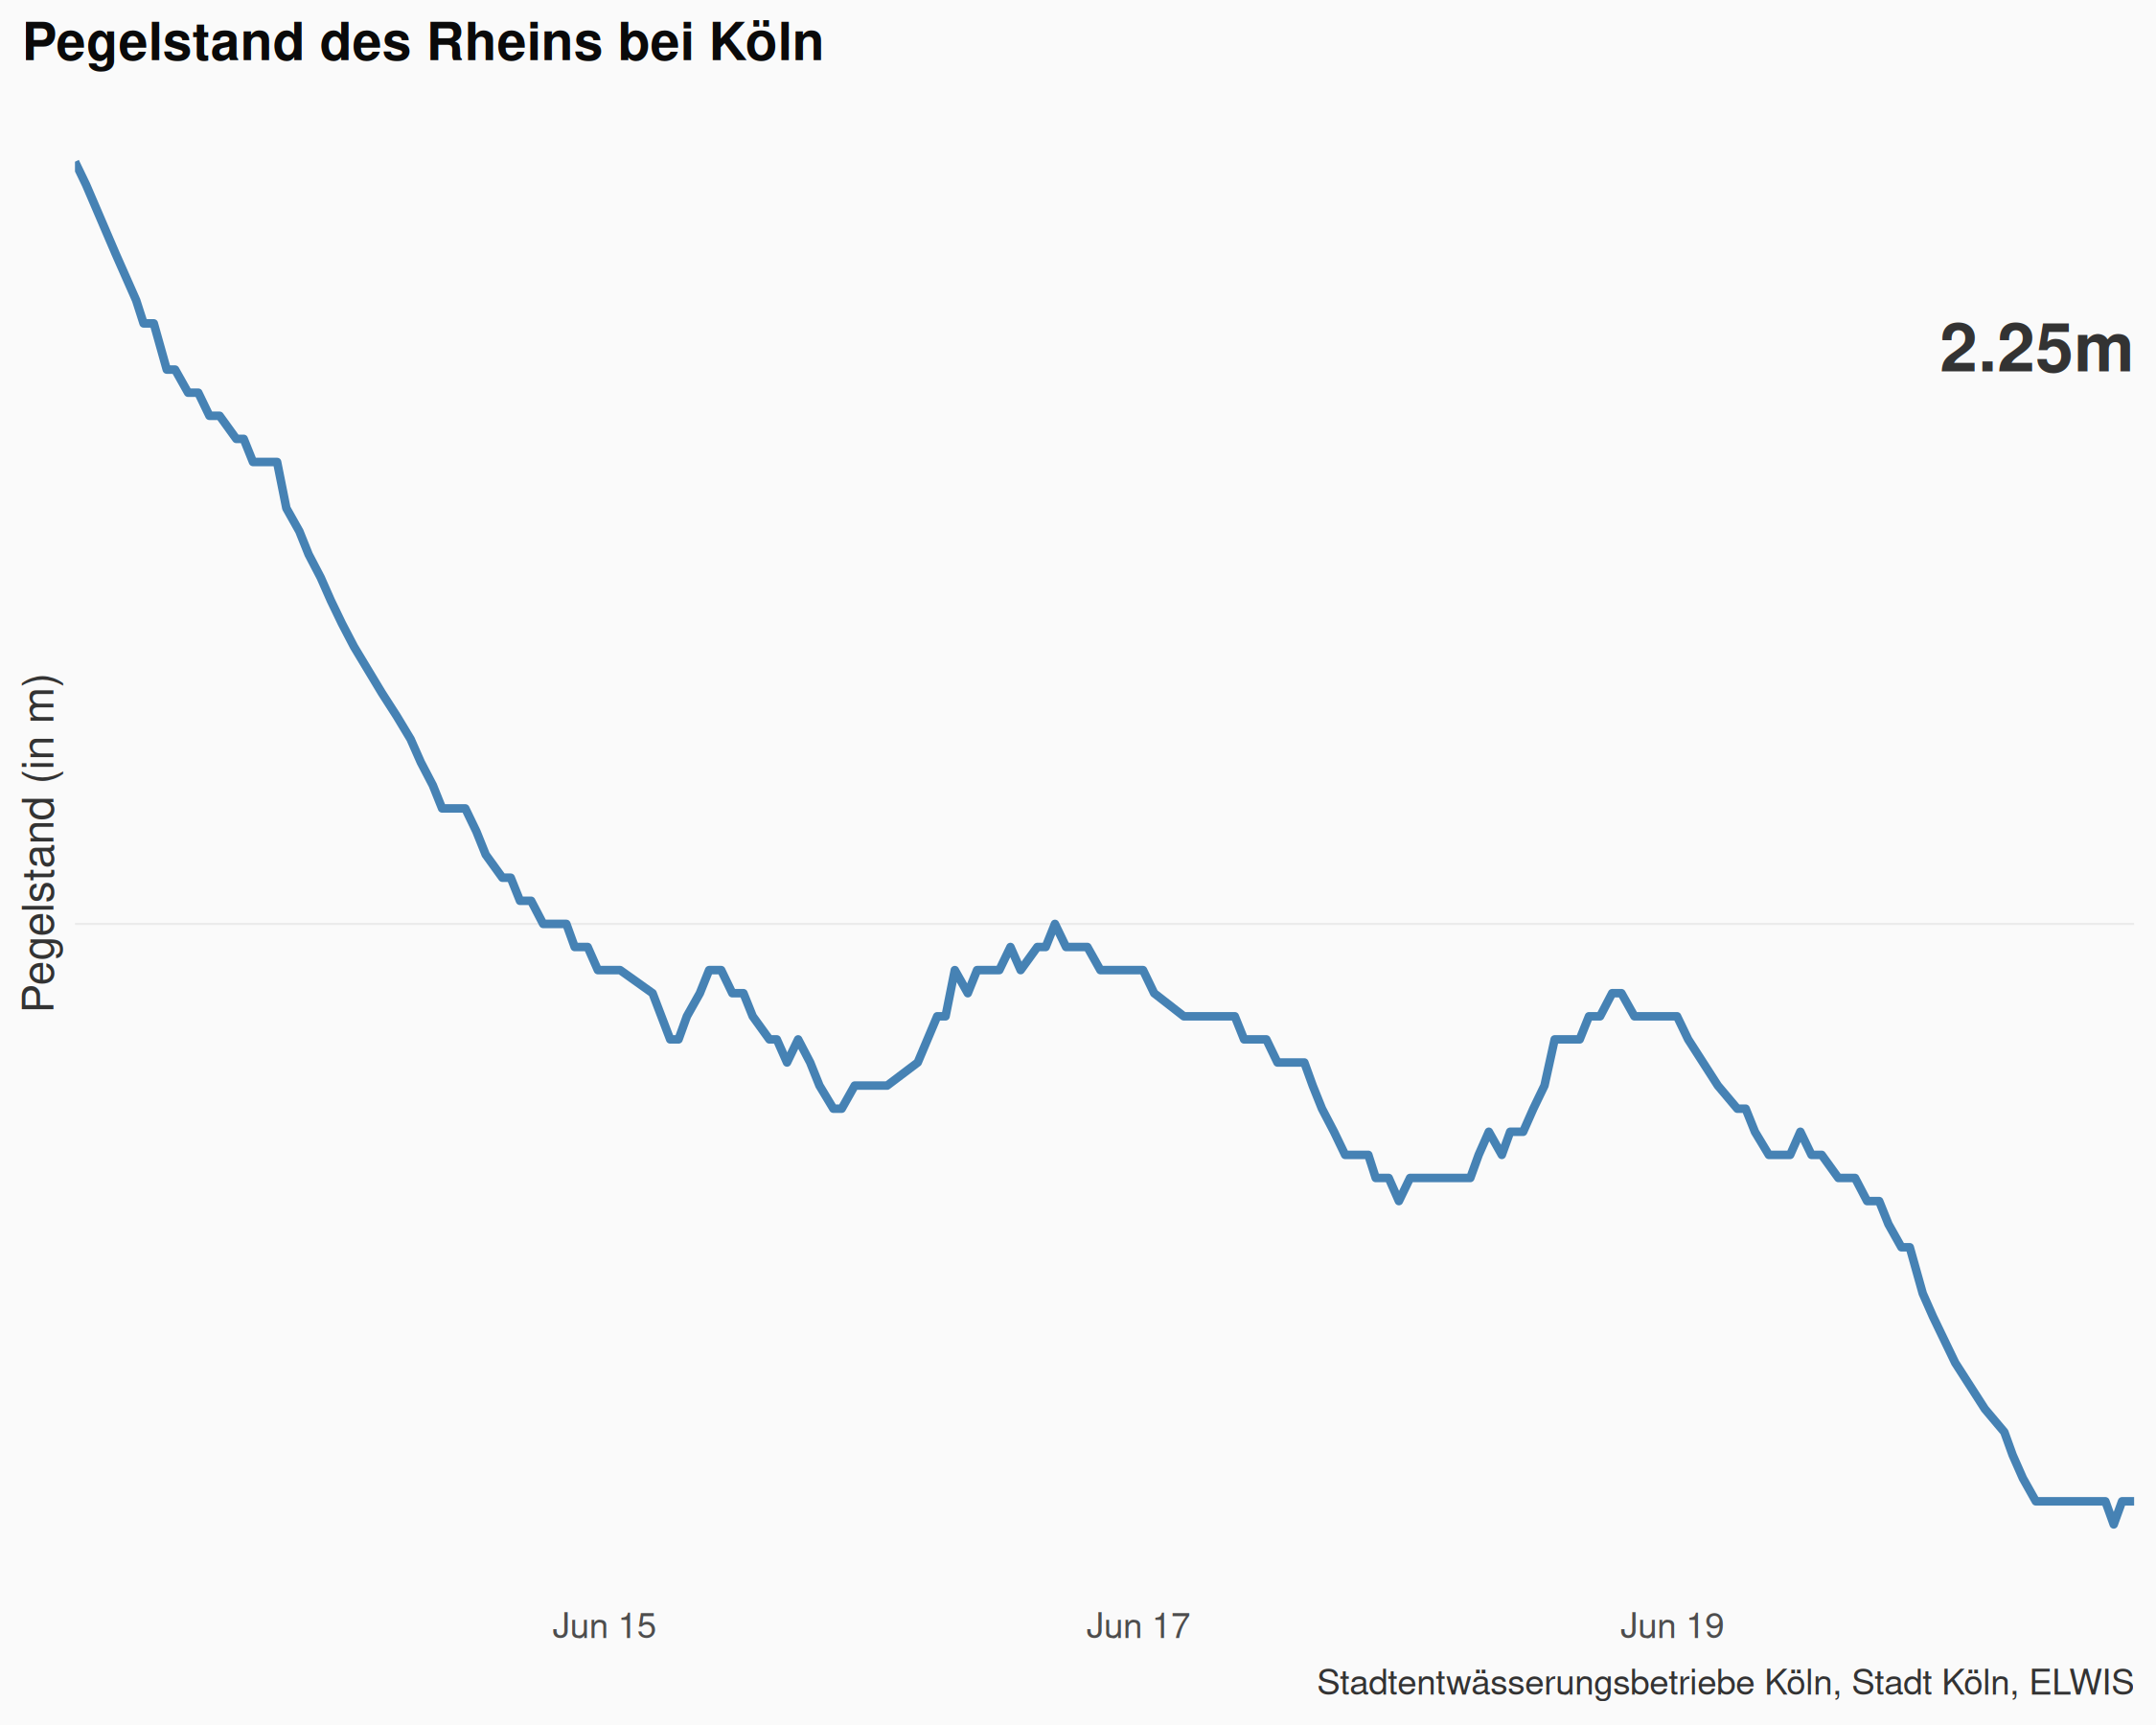 Pegelstand des Rheins bei Köln
2.25m
Pegelstand (in m)
Jun 15
Jun 17
Jun 19
Stadtentwässerungsbetriebe Köln, Stadt Köln, ELWIS